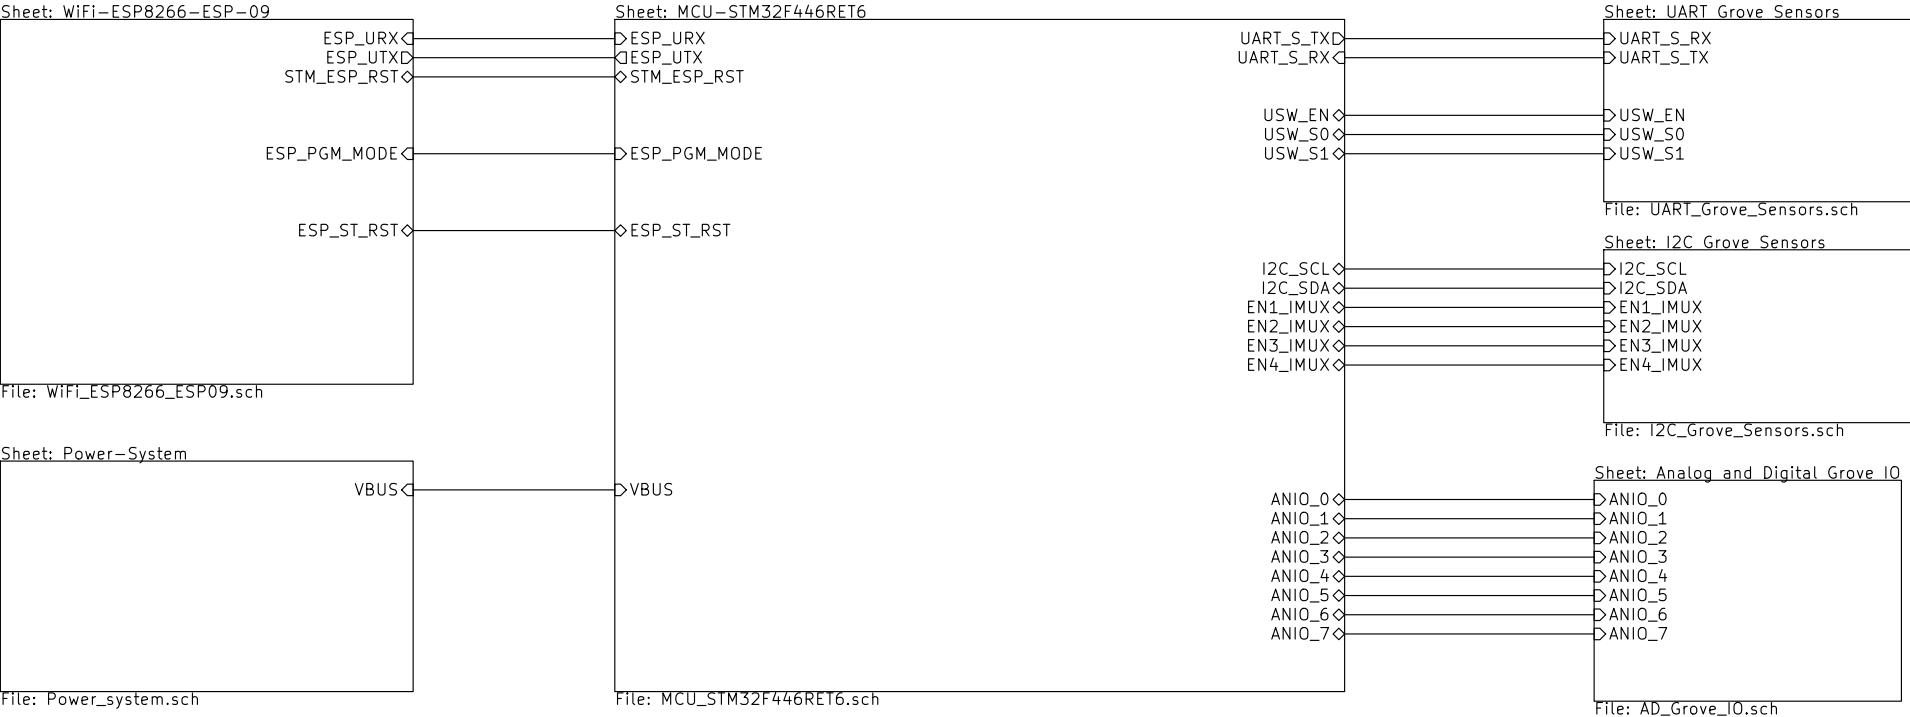 Sheet: WiFi-ESP8266-ESP-09
ESP_URX
ESP_UTX
STM_ESP_RST
ESP_PGM_MODE
ESP_ST_RST
File: WiFi_ESP8266_ESP09.sch
Sheet: Power-System
VBUS
File: Power_system.sch
Sheet: MCU-STM32F446RET6
ESP_URX
ESP_UTX
STM_ESP_RST
ESP_PGM_MODE
ESP_ST_RST
VBUS
UART_S_TX
UART_S_RX
USW_EN
USW_S0
USW_S1
I2C_SCL
I2C_SDA
EN1_IMUX
EN2_IMUX
EN3_IMUX
EN4_IMUX
ANIO_0
ANIO_1
ANIO_2
ANIO_3
ANIO_4
ANIO_5
ANIO_6
ANIO_7
File: MCU_STM32F446RET6.sch
Sheet: UART Grove Sensors
UART_S_RX
UART_S_TX
USW_EN
USW_S0
USW_S1
File: UART_Grove_Sensors.sch
Sheet: I2C Grove Sensors
I2C_SCL
I2C_SDA
EN1_IMUX
EN2_IMUX
EN3_IMUX
EN4_IMUX
File: I2C_Grove_Sensors.sch
Sheet: Analog and Digital Grove IO
ANIO_0
ANIO_1
ANIO_2
ANIO_3
ANIO_4
ANIO_5
ANIO_6
ANIO_7
File: AD_Grove_IO.sch